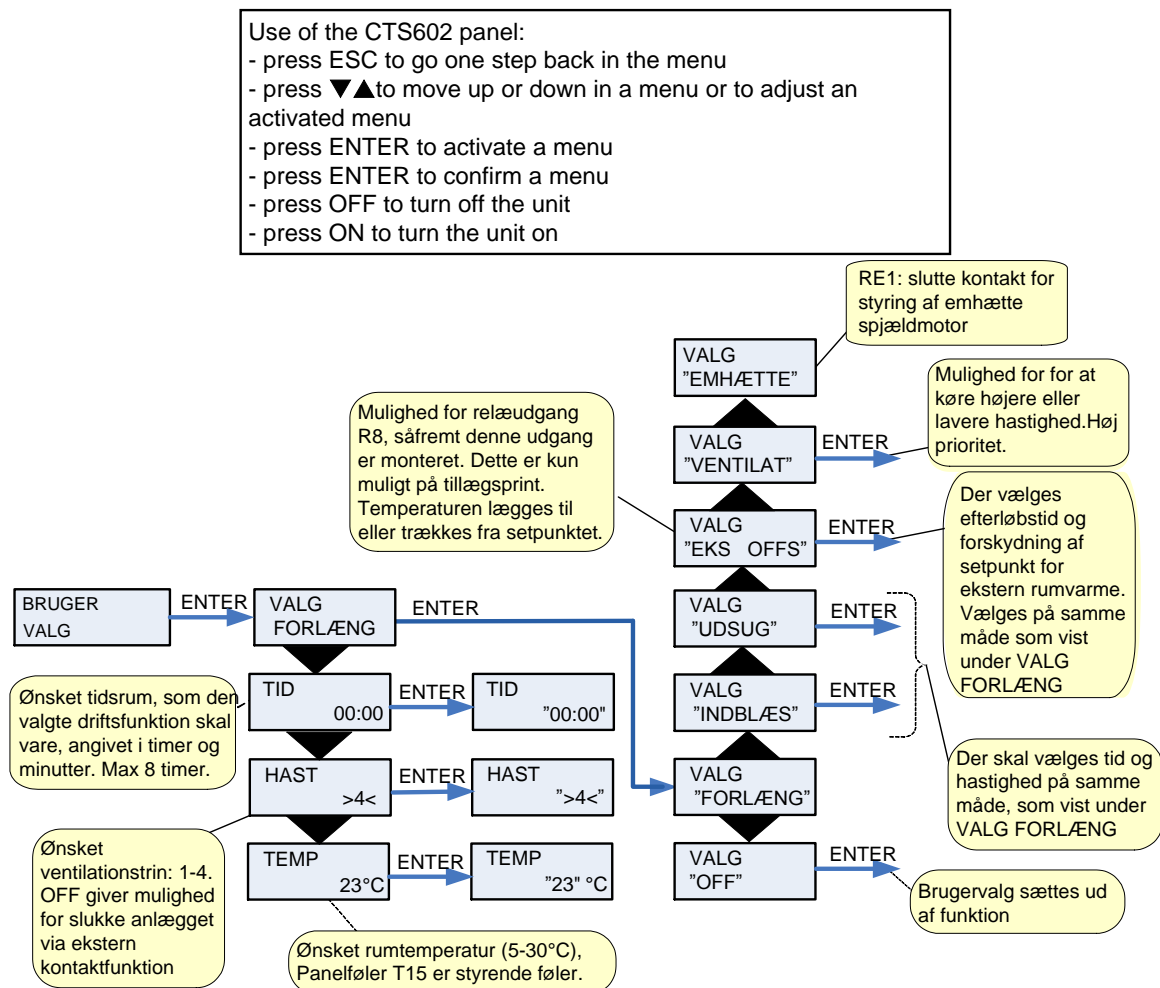 Use of the CTS602 panel:
- press ESC to go one step back in the menu
- press ▼▲to move up or down in a menu or to adjust an
activated menu
- press ENTER to activate a menu
- press ENTER to confirm a menu
- press OFF to turn off the unit
- press ON to turn the unit on
RE1: slutte kontakt for
styring af emhætte
spjældmotor
VALG
"EMHÆTTE"
Mulighed for for at
køre højere eller
lavere hastighed.Høj
prioritet.
VALG
"VENTILAT"
ENTER
Mulighed for relæudgang
R8, såfremt denne udgang
er monteret. Dette er kun
muligt på tillægsprint.
Temperaturen lægges til
eller trækkes fra setpunktet.
VALG
"EKS OFFS"
ENTER
Der vælges
efterløbstid og
forskydning af
setpunkt for
ekstern rumvarme.
Vælges på samme
måde som vist
under VALG
FORLÆNG
BRUGER
VALG
ENTER
VALG
FORLÆNG
ENTER
VALG
"UDSUG"
ENTER
Ønsket tidsrum, som den
valgte driftsfunktion skal
vare, angivet i timer og
minutter. Max 8 timer.
TID
00:00
ENTER
TID
"00:00"
VALG
"INDBLÆS"
ENTER
HAST
>4<
ENTER
HAST
">4<"
VALG
"FORLÆNG"
Der skal vælges tid og
hastighed på samme
måde, som vist under
VALG FORLÆNG
Ønsket
ventilationstrin: 1-4.
OFF giver mulighed
for slukke anlægget
via ekstern
kontaktfunktion
TEMP
23°C
ENTER
TEMP
"23" °C
VALG
"OFF"
ENTER
Brugervalg sættes ud
af funktion
Ønsket rumtemperatur (5-30°C),
Panelføler T15 er styrende føler.